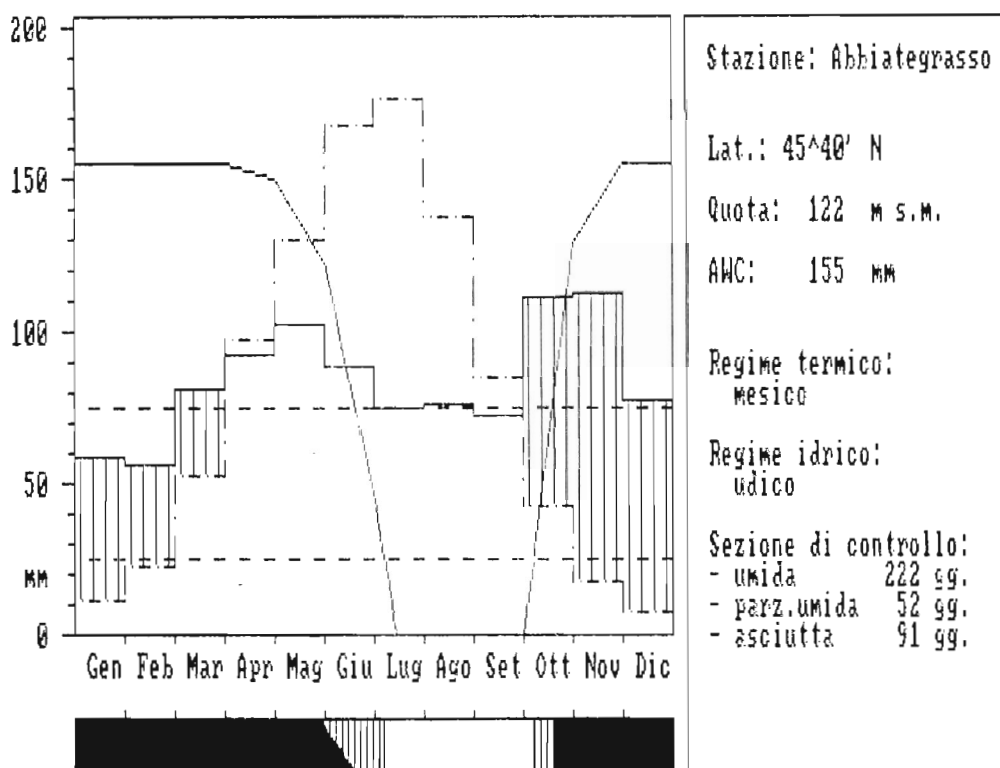 200
150
100
50
mm
0
Gen Feb Mar Apr Mag Giu Lug Ago Set Ott Nov Dic
Stazione: Abbiategrasso
Lat.: 45^40' N
Quota: 122 m s.m.
AWC: 155 mm
Regime termico:
mesico
Regime idrico:
udico
Sezione di controllo:
- umida 222 gg.
- parz.umida 52 gg.
- asciutta 91 gg.